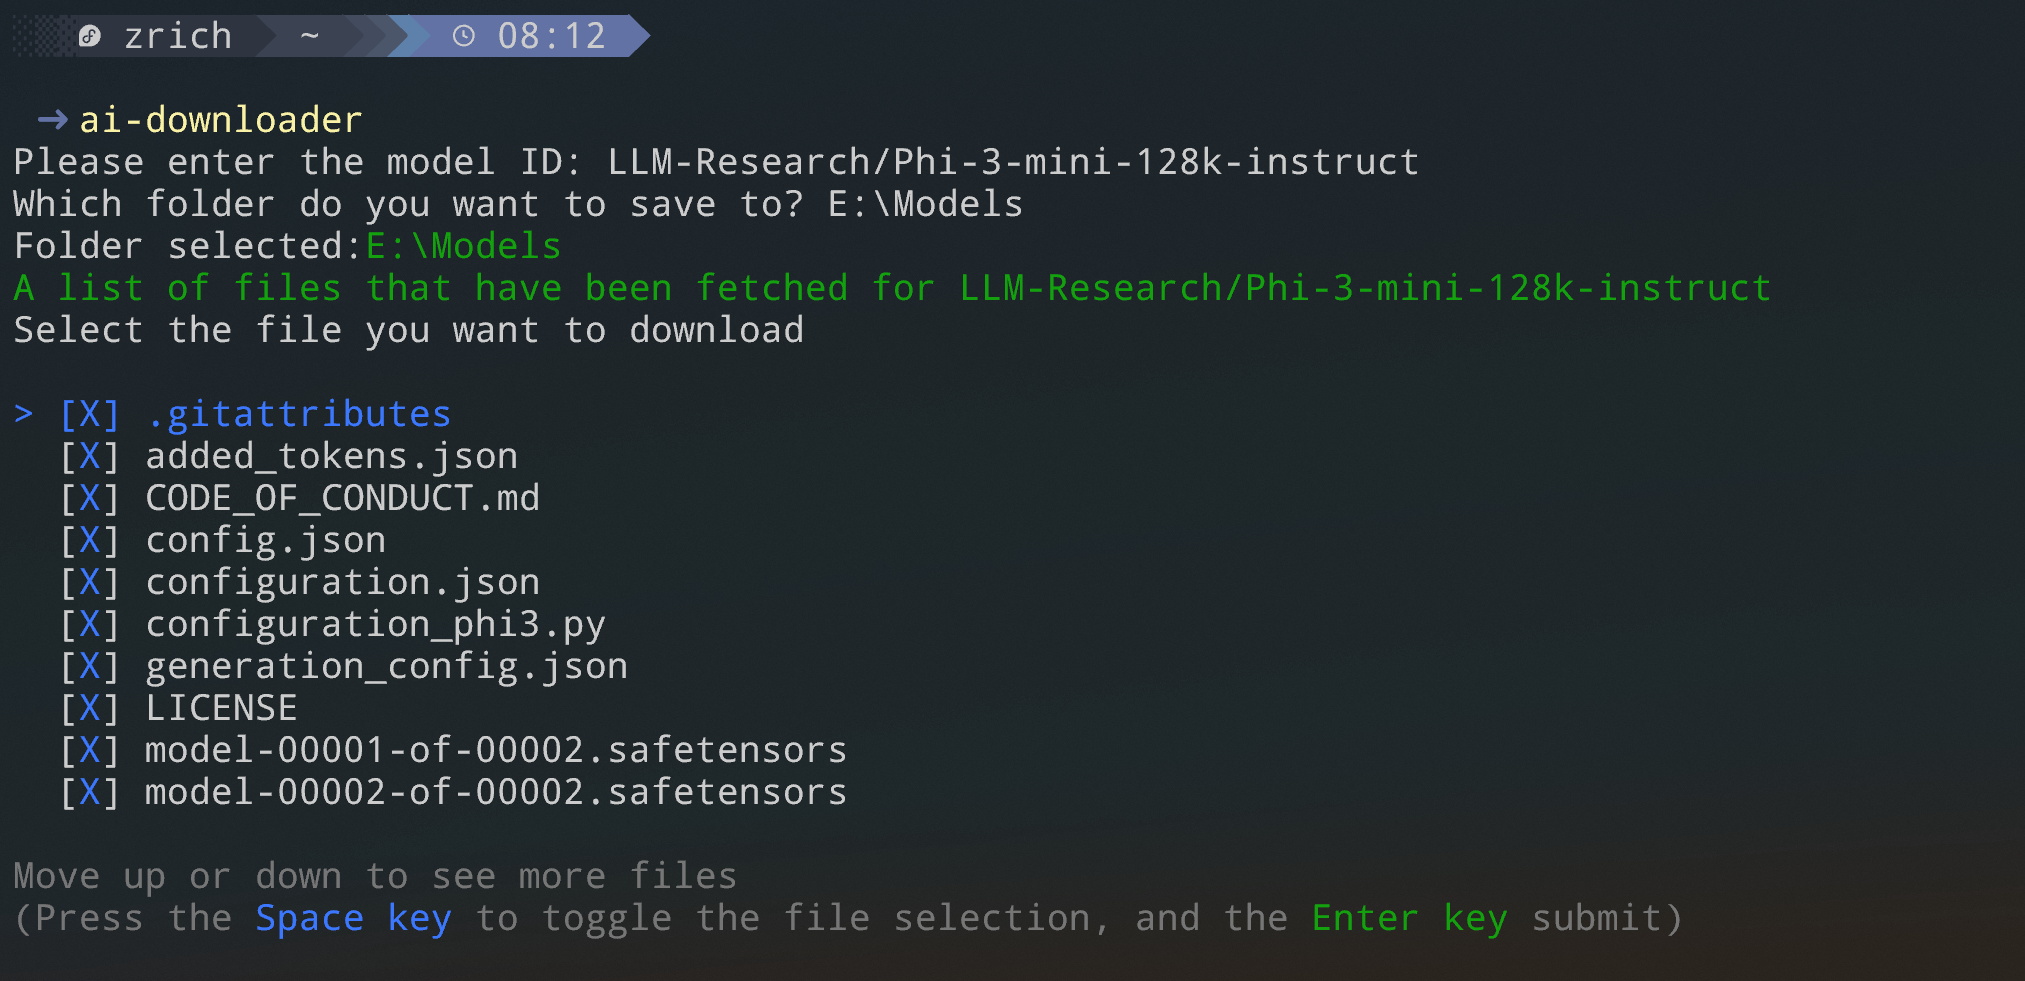 zrich ~ 08:12
→ ai-downloader
Please enter the model ID: LLM-Research/Phi-3-mini-128k-instruct
Which folder do you want to save to? E:\Models
Folder selected:E:\Models
A list of files that have been fetched for LLM-Research/Phi-3-mini-128k-instruct
Select the file you want to download
> [X] .gitattributes
[X] added_tokens.json
[X] CODE_OF_CONDUCT.md
[X] config.json
[X] configuration.json
[X] configuration_phi3.py
[X] generation_config.json
[X] LICENSE
[X] model-00001-of-00002.safetensors
[X] model-00002-of-00002.safetensors
Move up or down to see more files
(Press the Space key to toggle the file selection, and the Enter key submit)